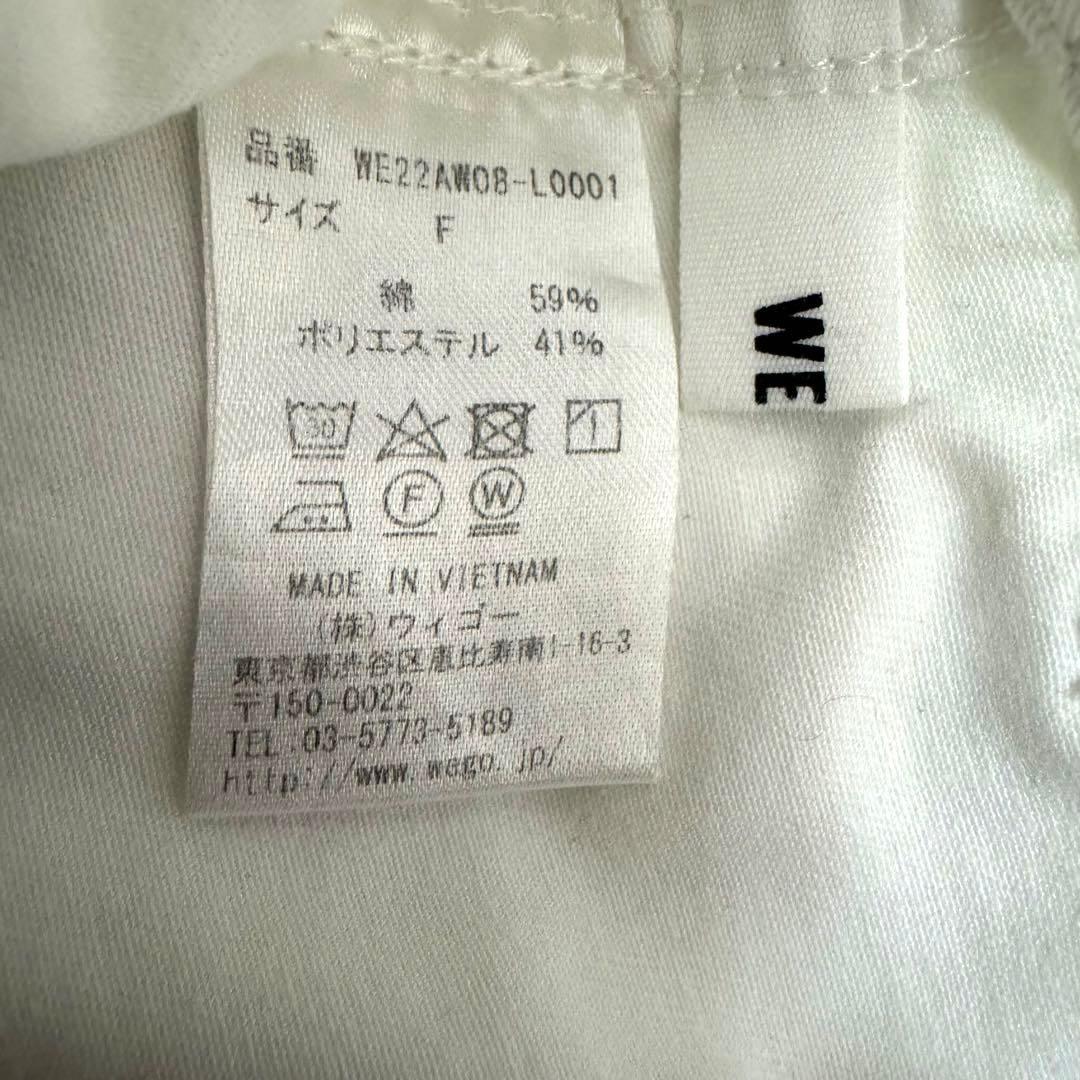 品番 WE22AW08-L0001
サイズ F
綿 59%
ポリエステル 41%
30
1
F W
MADE IN VIETNAM
(株)ウィゴー
東京都渋谷区恵比寿南1-16-3
〒150-0022
TEL 03-5773-5189
http://www.wego.jp/
WE